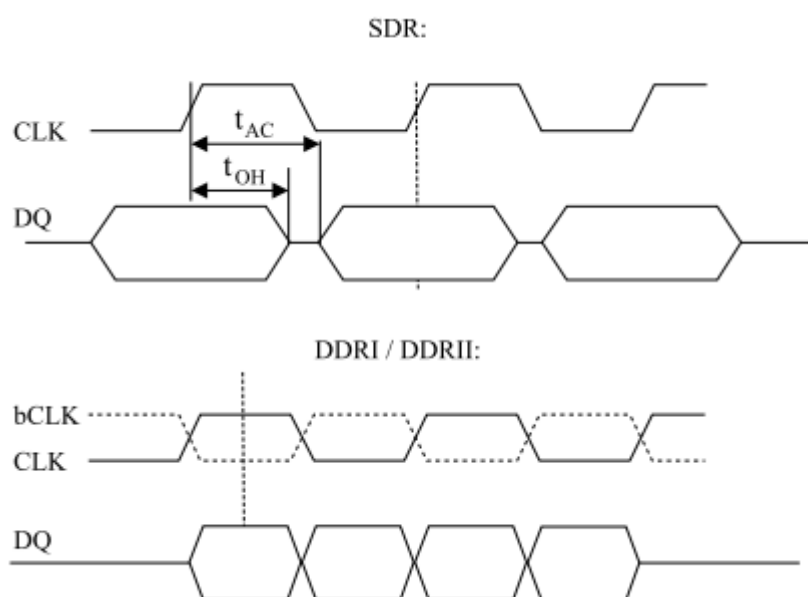 SDR:
CLK
tAC
tOH
DQ
DDRI / DDRII:
bCLK
CLK
DQ